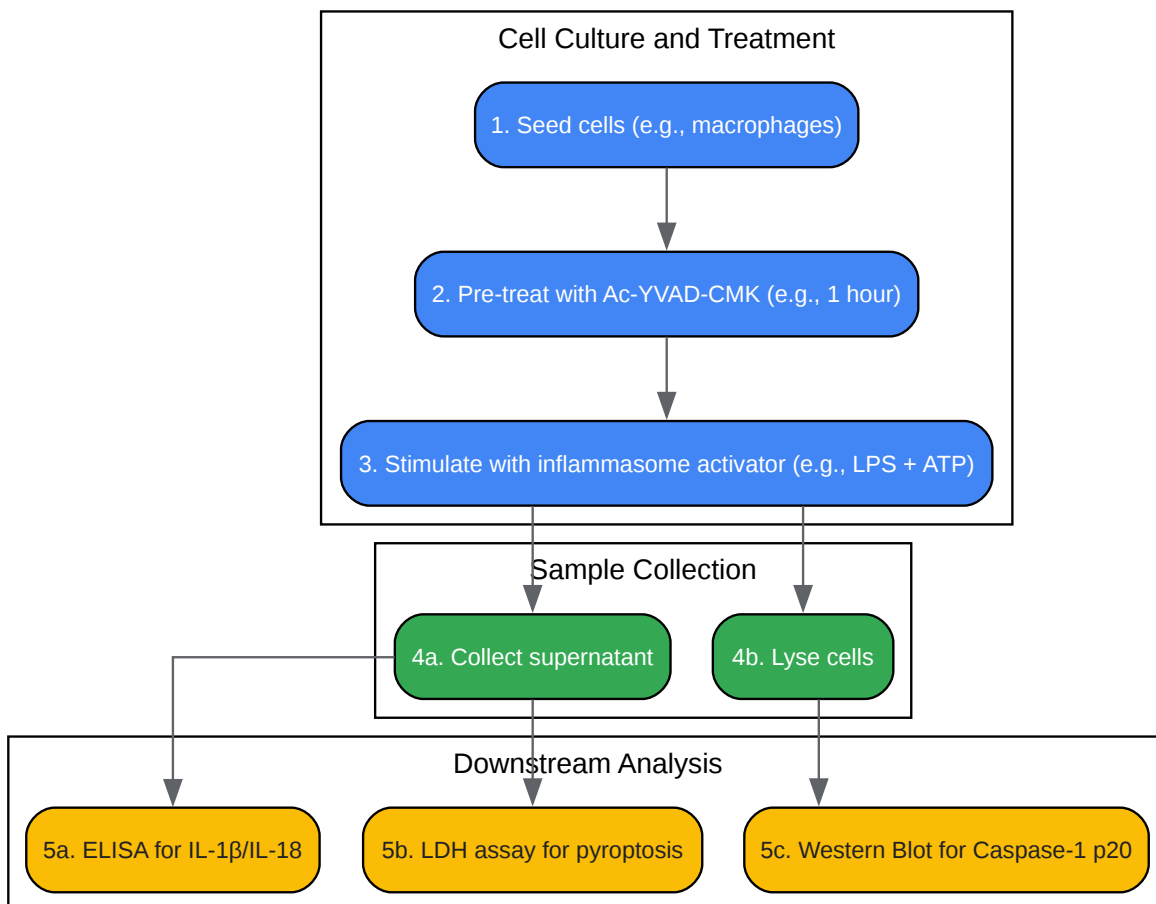 Cell Culture and Treatment
1. Seed cells (e.g., macrophages)
2. Pre-treat with Ac-YVAD-CMK (e.g., 1 hour)
3. Stimulate with inflammasome activator (e.g., LPS + ATP)
Sample Collection
4a. Collect supernatant
4b. Lyse cells
Downstream Analysis
5a. ELISA for IL-1β/IL-18
5b. LDH assay for pyroptosis
5c. Western Blot for Caspase-1 p20